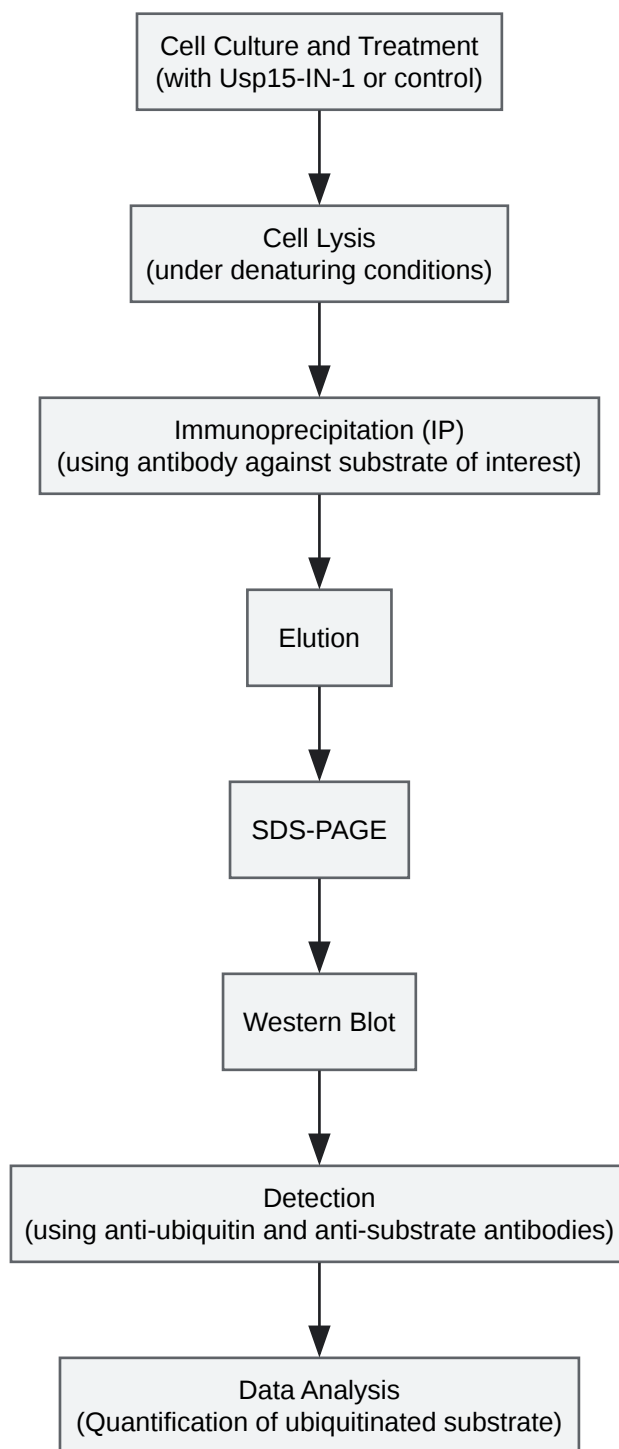 Cell Culture and Treatment
(with Usp15-IN-1 or control)
Cell Lysis
(under denaturing conditions)
Immunoprecipitation (IP)
(using antibody against substrate of interest)
Elution
SDS-PAGE
Western Blot
Detection
(using anti-ubiquitin and anti-substrate antibodies)
Data Analysis
(Quantification of ubiquitinated substrate)